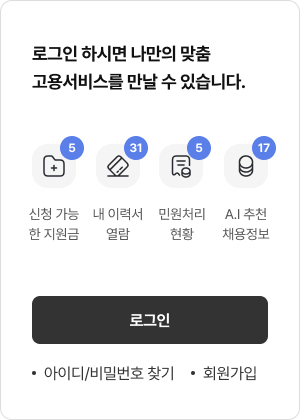 로그인 하시면 나만의 맞춤
고용서비스를 만날 수 있습니다.
5 31 5 17
신청 가능 내 이력서 민원처리 A.I 추천
한 지원금 열람 현황 채용정보
로그인
• 아이디/비밀번호 찾기 • 회원가입